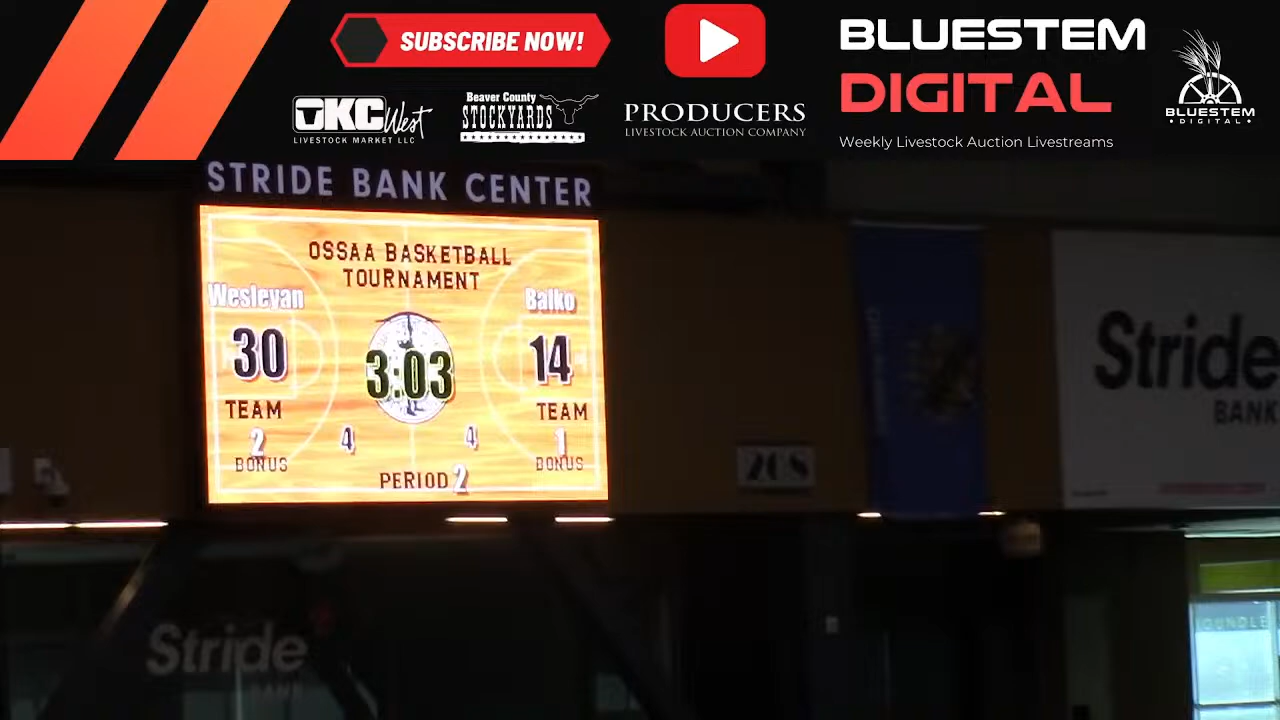 SUBSCRIBE NOW!
BLUESTEM
DIGITAL
Weekly Livestock Auction Livestreams
OKC West
LIVESTOCK MARKET LLC
Beaver County
STOCKYARDS
PRODUCERS
LIVESTOCK AUCTION COMPANY
BLUESTEM
DIGITAL
STRIDE BANK CENTER
OSSAA BASKETBALL
TOURNAMENT
Wesleyan
Balko
30
3:03
14
TEAM
TEAM
2
4
4
1
BONUS
BONUS
PERIOD 2
208
Stride
BANK
Stride
BANK